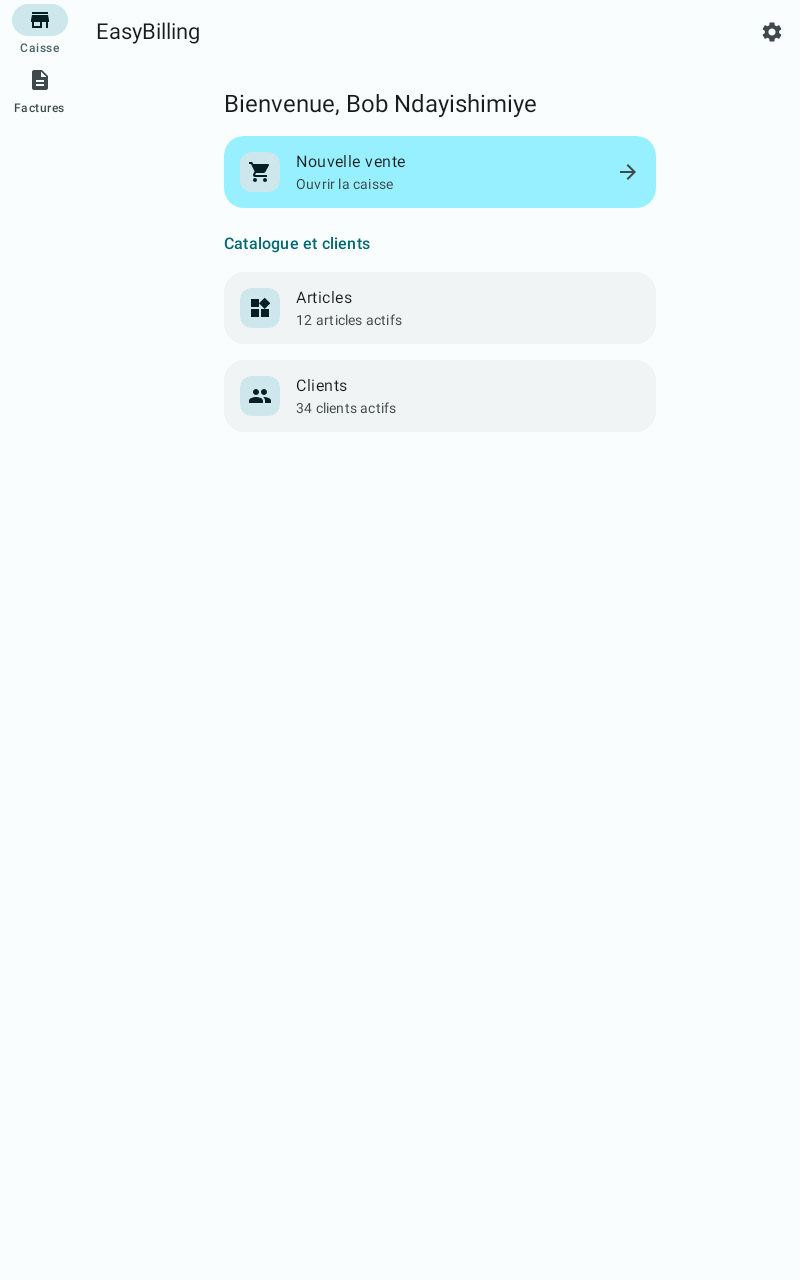 Caisse
Factures
EasyBilling
Bienvenue, Bob Ndayishimiye
Nouvelle vente
Ouvrir la caisse
Catalogue et clients
Articles
12 articles actifs
Clients
34 clients actifs